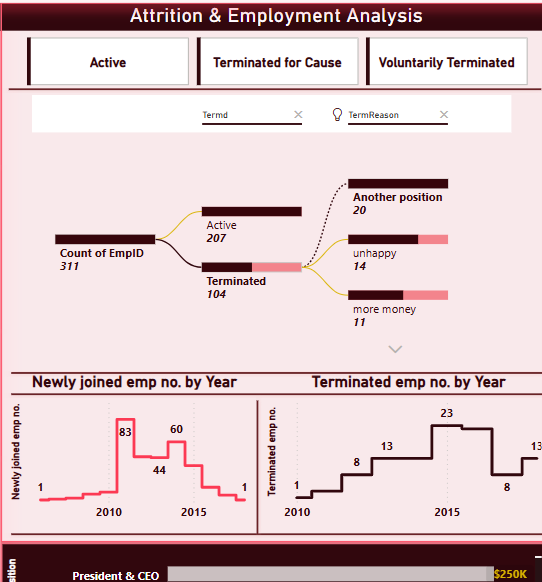 Attrition & Employment Analysis
Active
Terminated for Cause
Voluntarily Terminated
Termd
TermReason
Another position
20
Active
207
Count of EmpID
311
unhappy
14
Terminated
104
more money
11
Newly joined emp no. by Year
Terminated emp no. by Year
Newly joined emp no.
1
83
44
60
1
2010
2015
Terminated emp no.
1
8
13
23
8
13
2010
2015
President & CEO
$250K